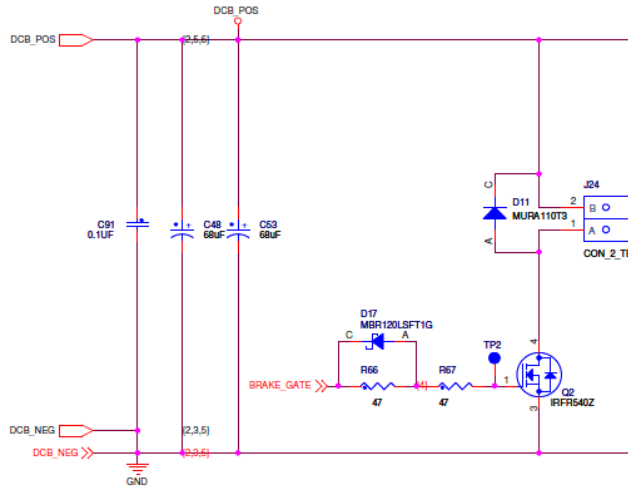 DCB_POS
DCB_POS
(2,5,6)
J24
C
D11
2
B
MURA110T3
1
A
A
CON_2_TE
C91
0.1UF
C48
68uF
C53
68uF
D17
MBR120LSFT1G
C
A
TP2
4
BRAKE_GATE
R66
47
[4]
R67
47
1
Q2
IRFR540Z
3
DCB_NEG
(2,3,5)
DCB_NEG
(2,3,5)
GND